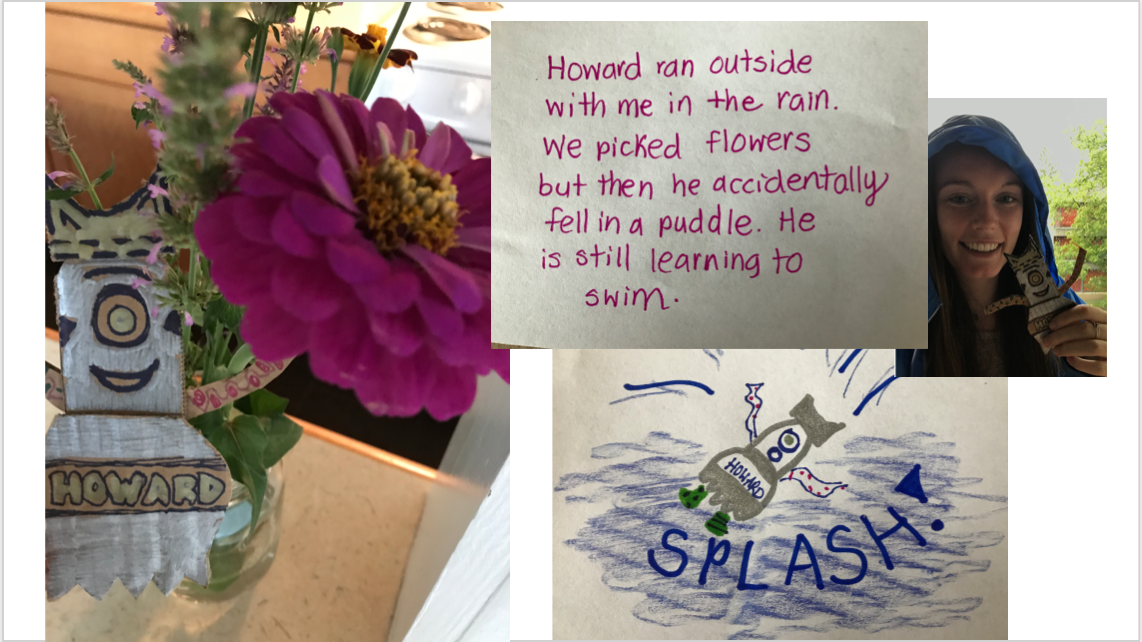 Howard ran outside
with me in the rain.
We picked flowers
but then he accidentally
fell in a puddle. He
is still learning to
swim.
HOWARD
HOWARD
SPLASH!